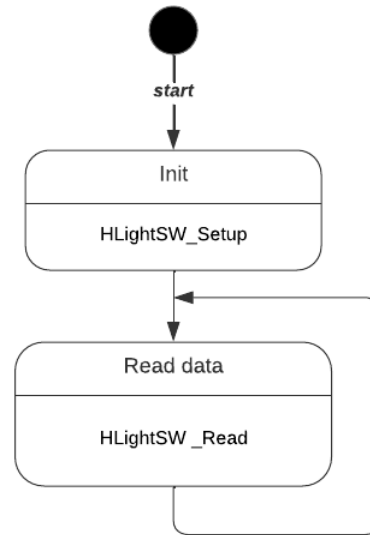 start
Init
HLightSW_Setup
Read data
HLightSW _Read